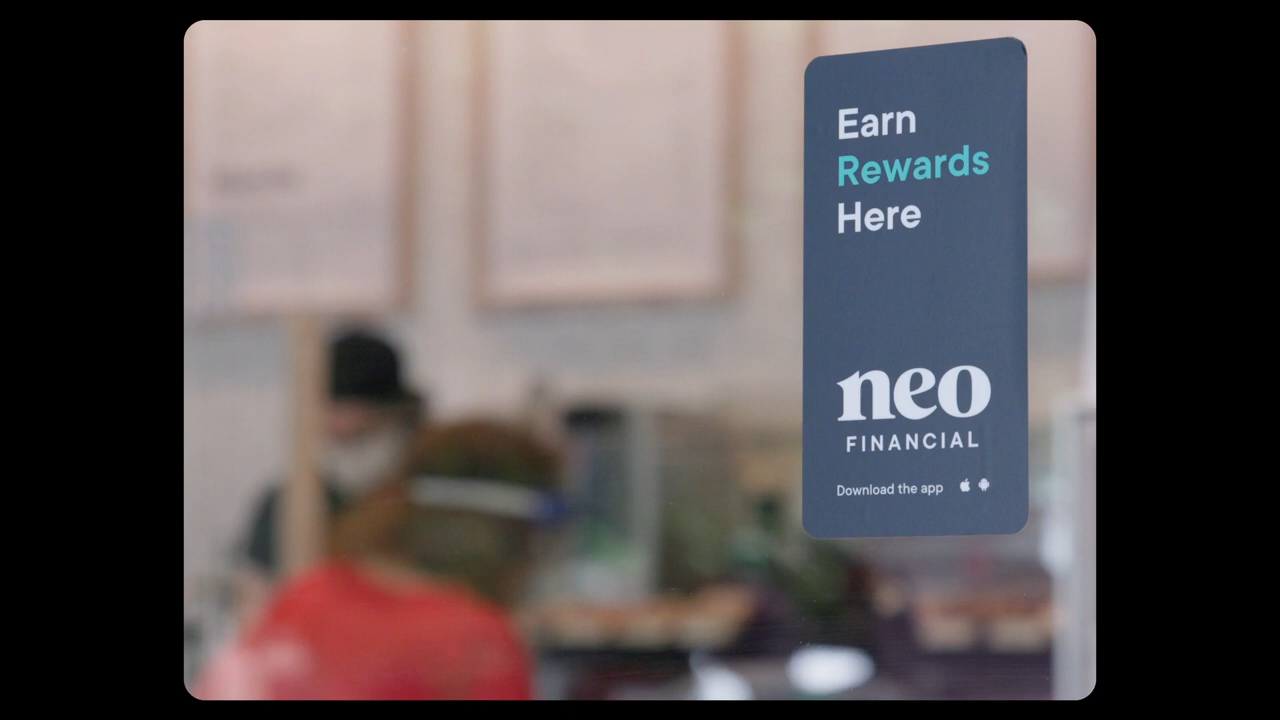 Earn
Rewards
Here
neo
FINANCIAL
Download the app